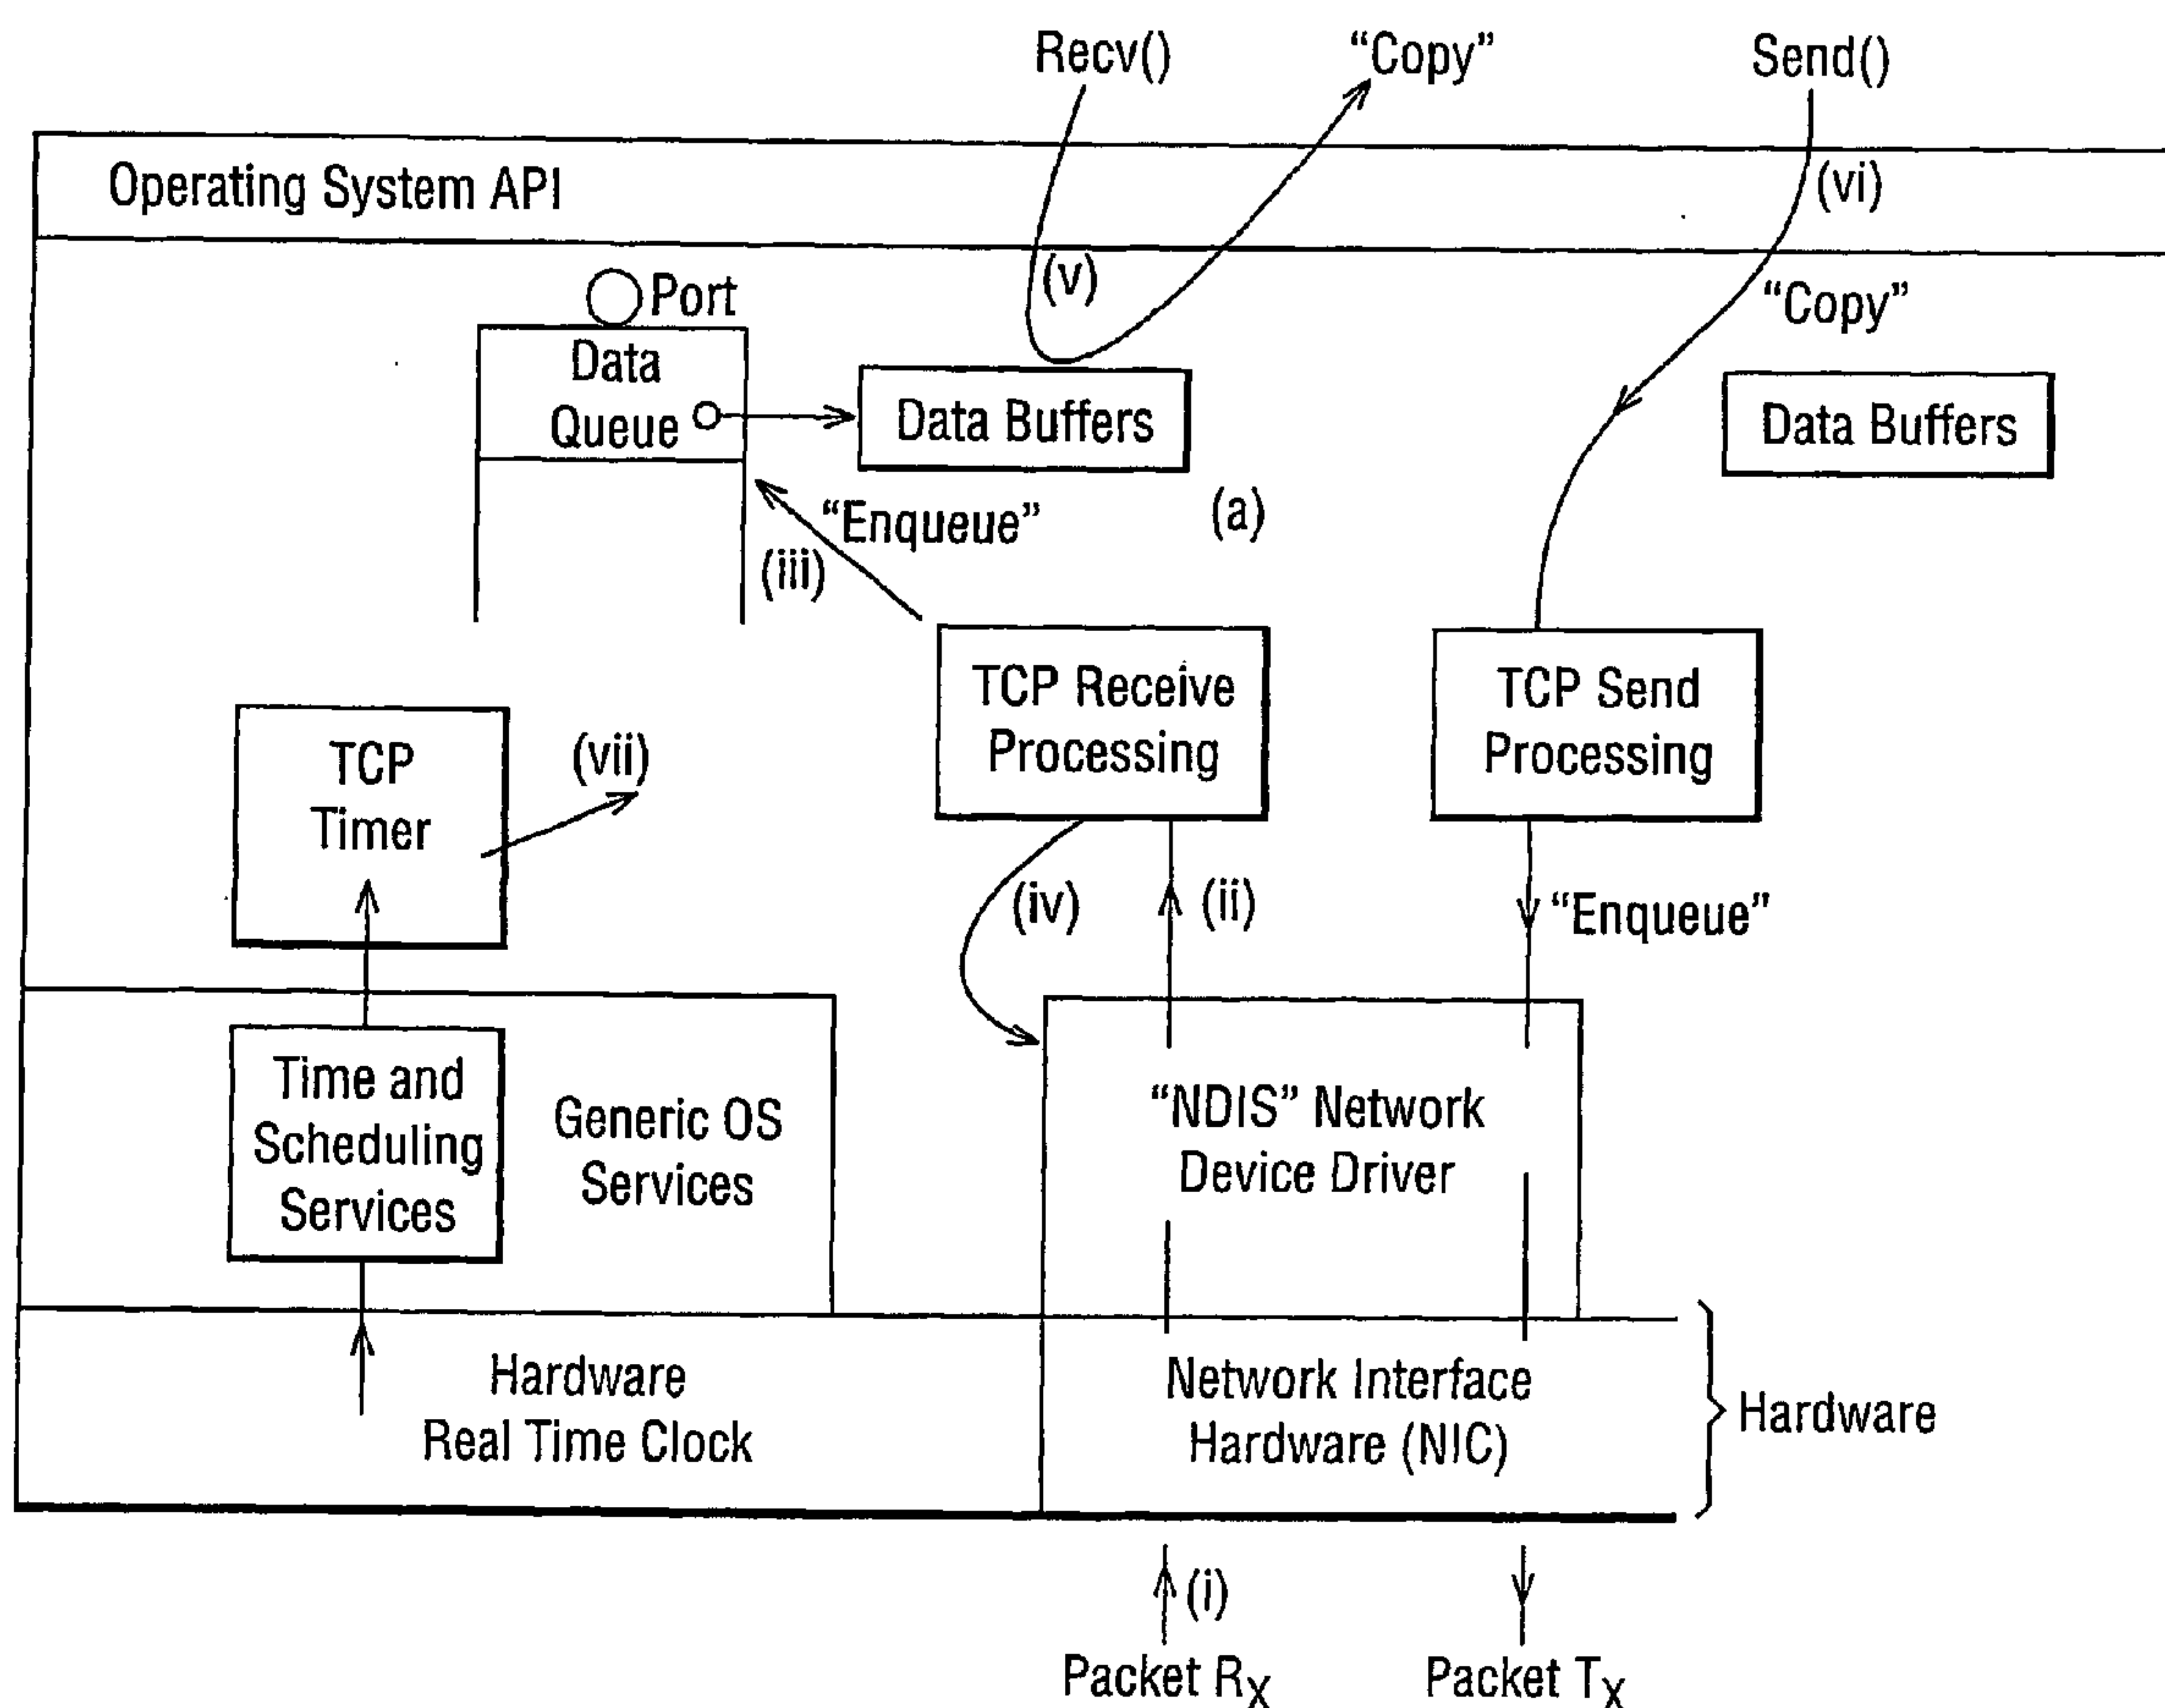 Recv()
“Copy”
Send()
Operating System API
(vi)
(v)
Port
“Copy”
Data
Queue
Data Buffers
Data Buffers
“Enqueue”
(a)
(iii)
TCP Receive
Processing
TCP Send
Processing
TCP
Timer
(vii)
(iv)
(ii)
“Enqueue”
Time and
Scheduling
Services
Generic OS
Services
“NDIS” Network
Device Driver
Hardware
Real Time Clock
Network Interface
Hardware (NIC)
Hardware
(i)
Packet Rx
Packet Tx